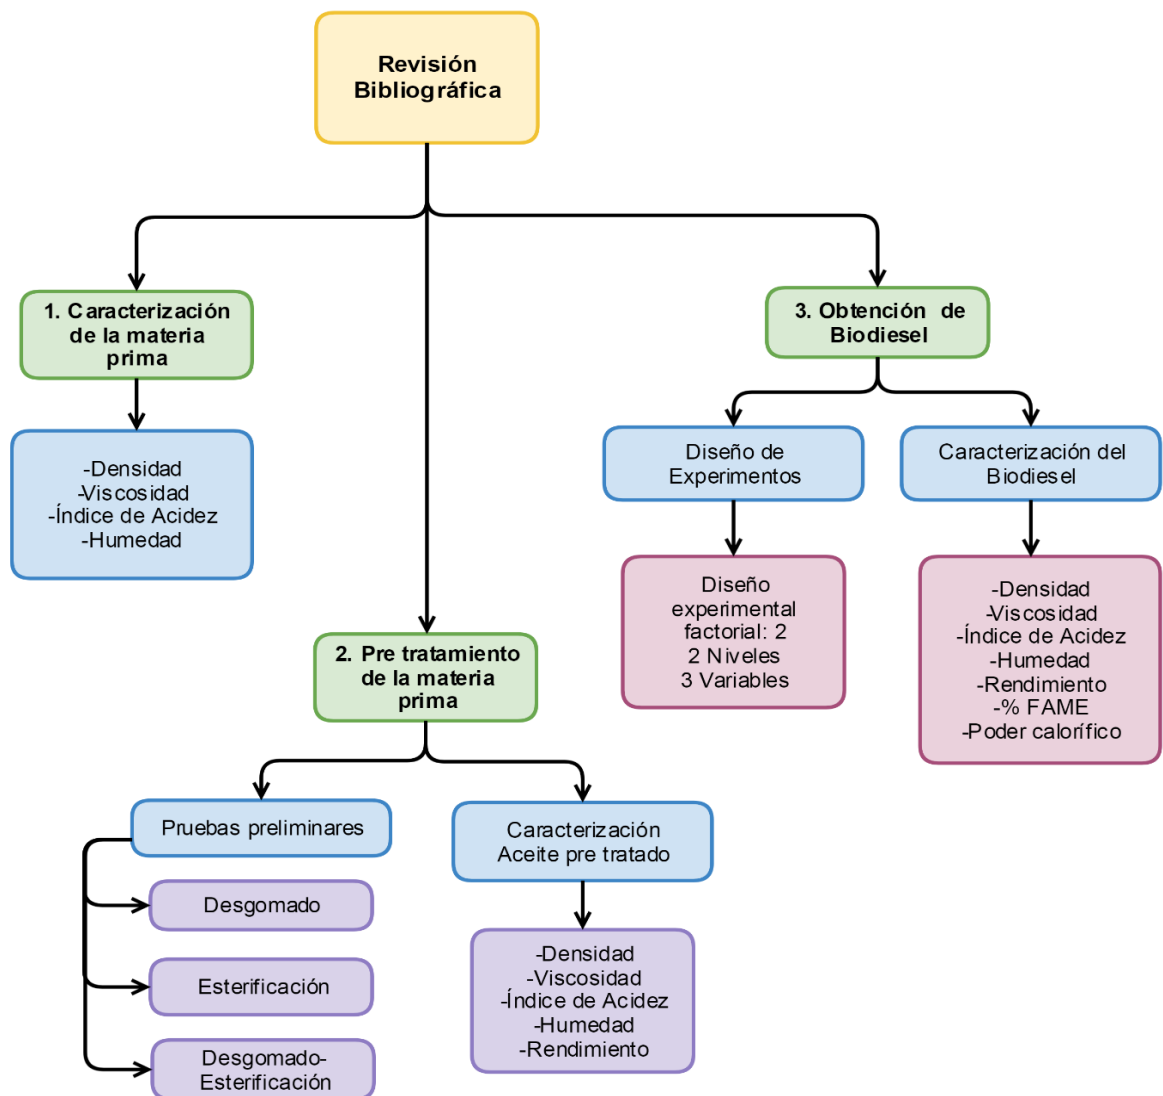 Revisión
Bibliográfica
1. Caracterización
de la materia
prima
-Densidad
-Viscosidad
-Índice de Acidez
-Humedad
2. Pre tratamiento
de la materia
prima
Pruebas preliminares
Desgomado
Esterificación
Desgomado-
Esterificación
Caracterización
Aceite pre tratado
-Densidad
-Viscosidad
-Índice de Acidez
-Humedad
-Rendimiento
3. Obtención de
Biodiesel
Diseño de
Experimentos
Diseño
experimental
factorial: 2
2 Niveles
3 Variables
Caracterización del
Biodiesel
-Densidad
-Viscosidad
-Índice de Acidez
-Humedad
-Rendimiento
-% FAME
-Poder calorífico